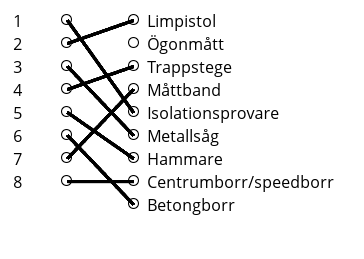 1 Limpistol
2 Ögonmått
3 Trappstege
4 Måttband
5 Isolationsprovare
6 Metallsåg
7 Hammare
8 Centrumborr/speedborr
Betongborr